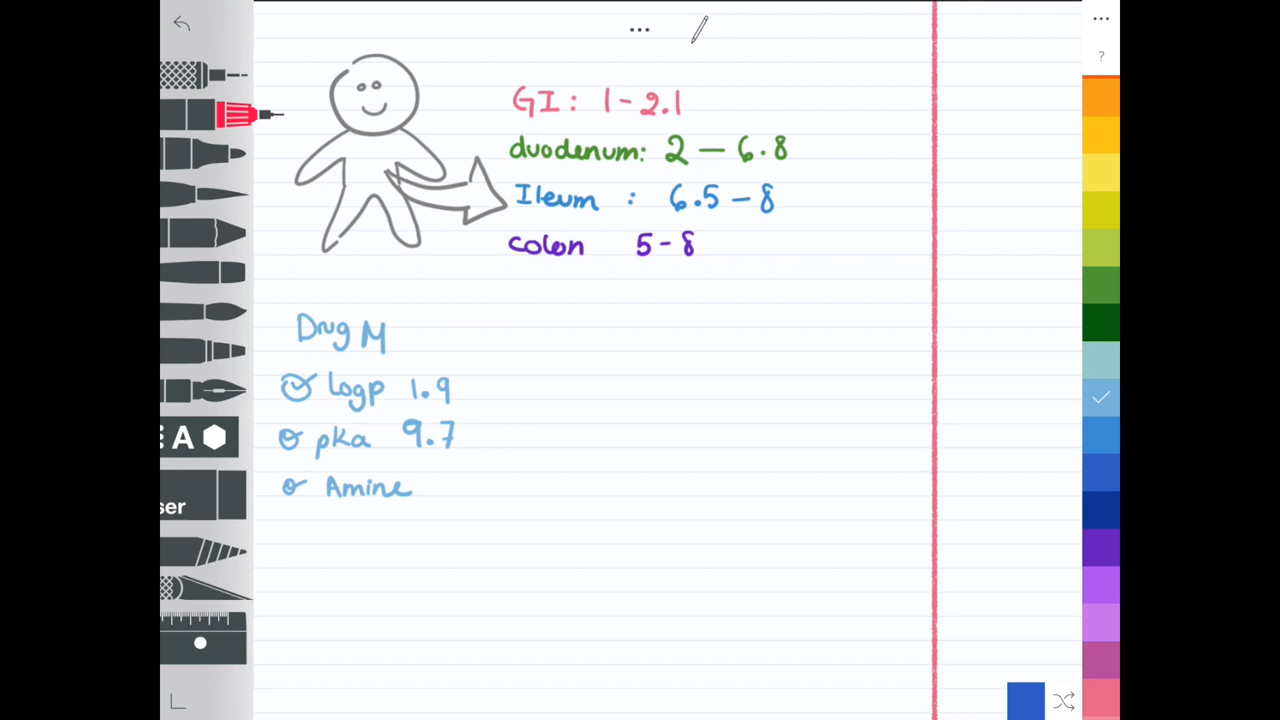 GI: 1-2.1
duodenum: 2 - 6.8
Ileum : 6.5 - 8
colon 5-8
Drug M
logp 1.9
pka 9.7
Amine
A
ser
?